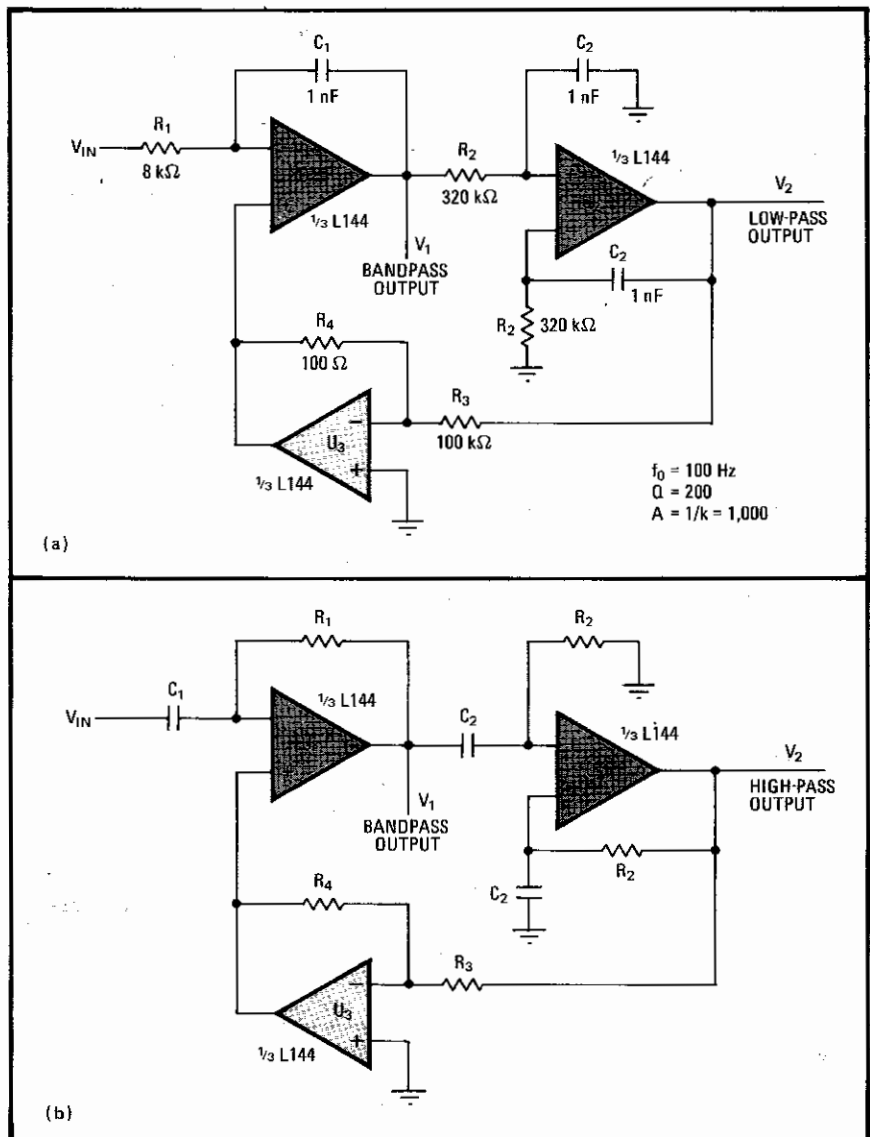 C1
1 nF
C2
1 nF
VIN
R1
8 kΩ
R2
320 kΩ
1/3 L144
1/3 L144
V2
LOW-PASS
OUTPUT
V1
BANDPASS
OUTPUT
C2
1 nF
R2
320 kΩ
R4
100 Ω
R3
100 kΩ
−
U3
+
1/3 L144
f0 = 100 Hz
Q = 200
A = 1/k = 1,000
(a)
R1
R2
C1
VIN
1/3 L144
C2
1/3 L144
V2
HIGH-PASS
OUTPUT
V1
BANDPASS
OUTPUT
R2
C2
R4
R3
−
U3
+
1/3 L144
(b)